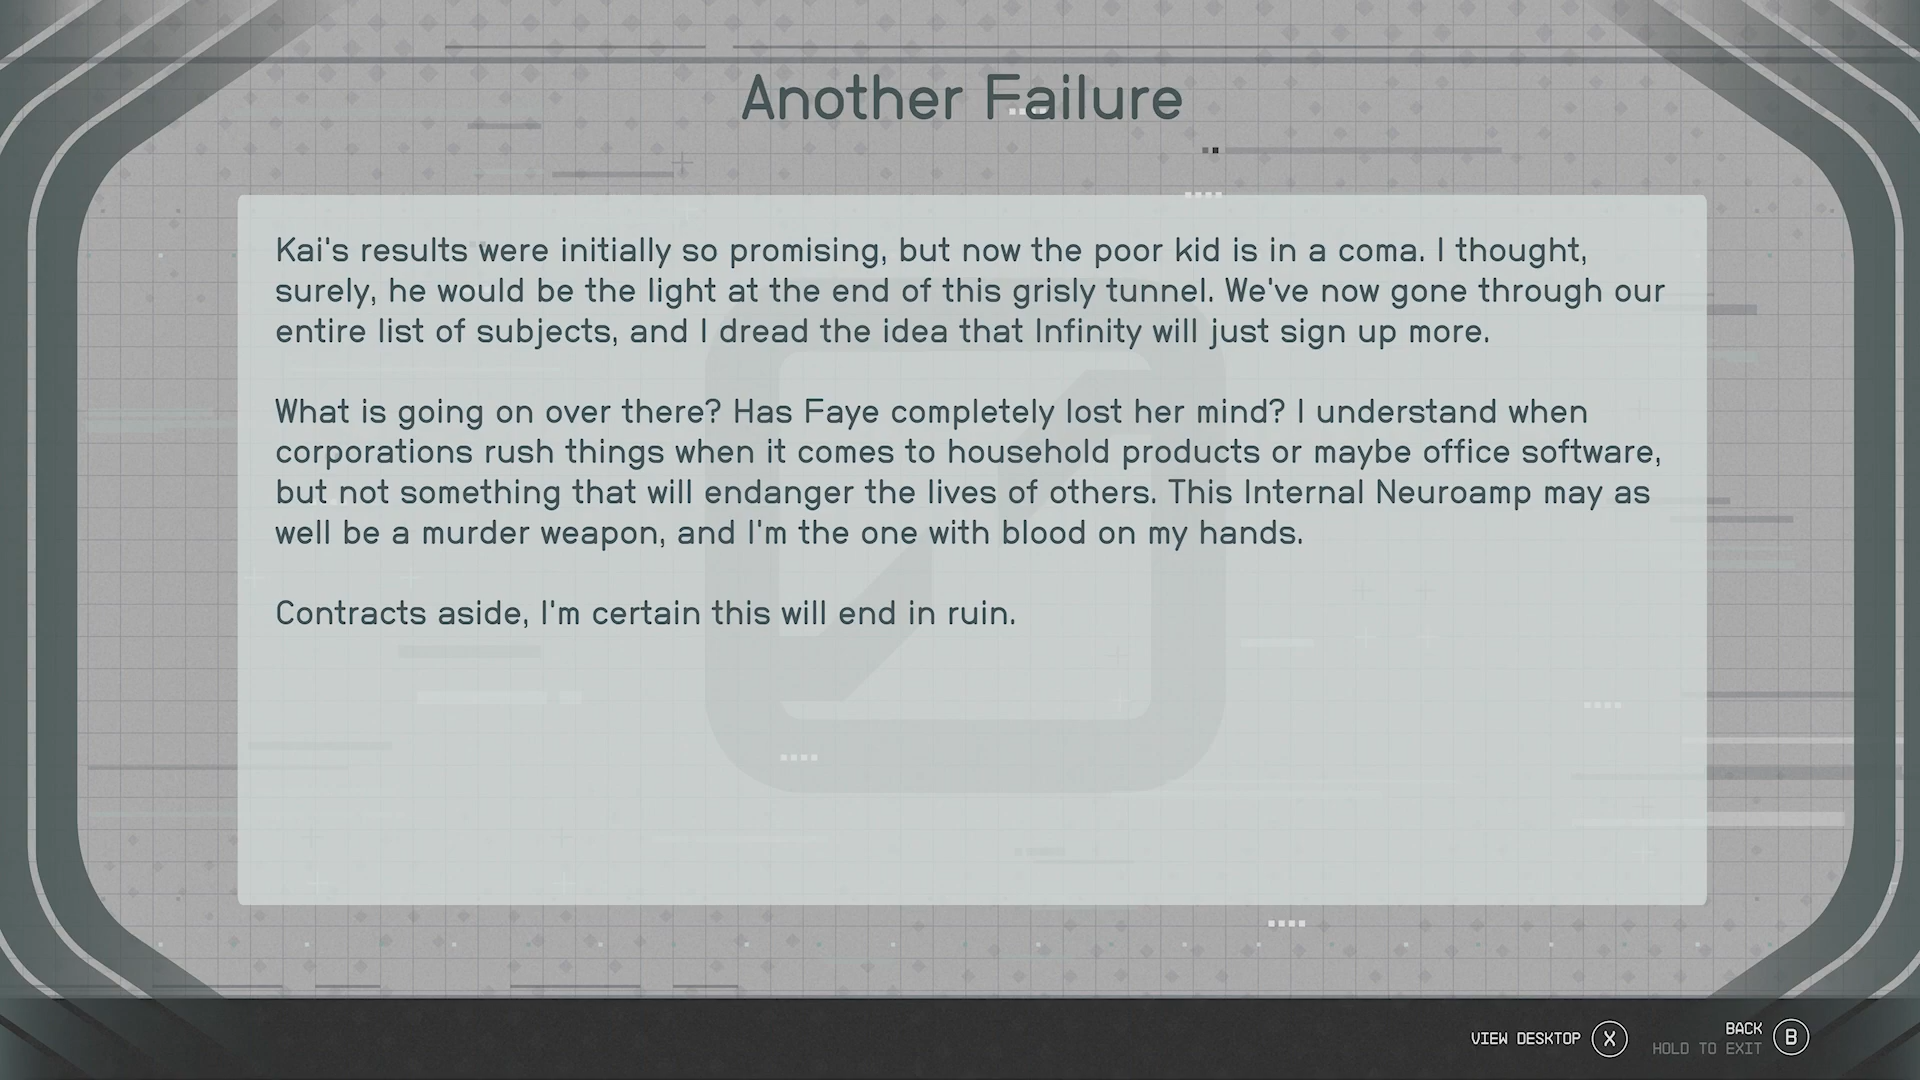 Another Failure
Kai's results were initially so promising, but now the poor kid is in a coma. I thought,
surely, he would be the light at the end of this grisly tunnel. We've now gone through our
entire list of subjects, and I dread the idea that Infinity will just sign up more.
What is going on over there? Has Faye completely lost her mind? I understand when
corporations rush things when it comes to household products or maybe office software,
but not something that will endanger the lives of others. This Internal Neuroamp may as
well be a murder weapon, and I'm the one with blood on my hands.
Contracts aside, I'm certain this will end in ruin.
VIEW DESKTOP X
BACK B
HOLD TO EXIT